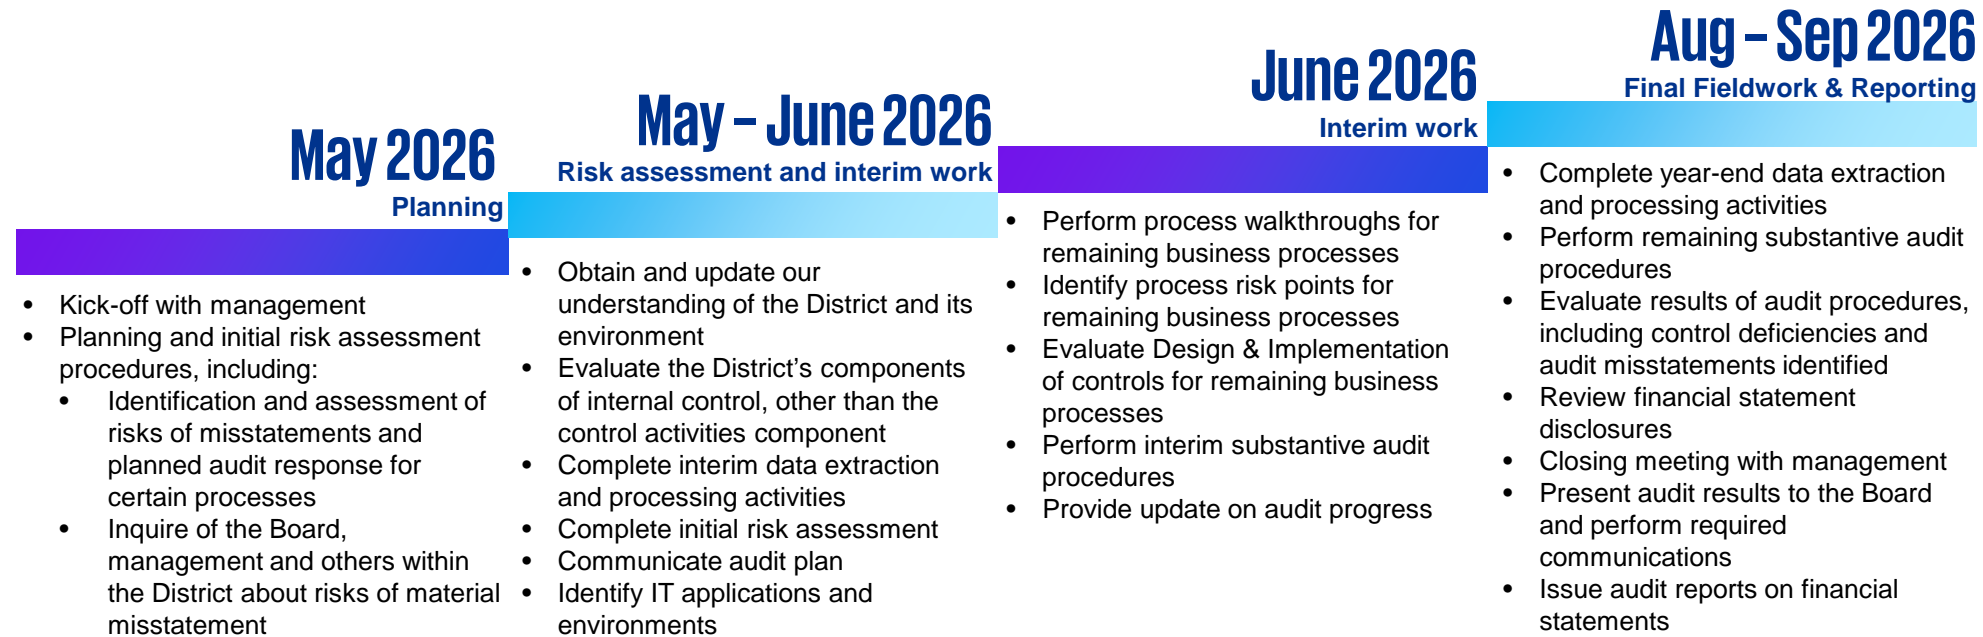 May 2026
Planning
• Kick-off with management
• Planning and initial risk assessment
procedures, including:
• Identification and assessment of
risks of misstatements and
planned audit response for
certain processes
• Inquire of the Board,
management and others within
the District about risks of material
misstatement
May – June 2026
Risk assessment and interim work
• Obtain and update our
understanding of the District and its
environment
• Evaluate the District’s components
of internal control, other than the
control activities component
• Complete interim data extraction
and processing activities
• Complete initial risk assessment
• Communicate audit plan
• Identify IT applications and
environments
June 2026
Interim work
• Perform process walkthroughs for
remaining business processes
• Identify process risk points for
remaining business processes
• Evaluate Design & Implementation
of controls for remaining business
processes
• Perform interim substantive audit
procedures
• Provide update on audit progress
Aug – Sep 2026
Final Fieldwork & Reporting
• Complete year-end data extraction
and processing activities
• Perform remaining substantive audit
procedures
• Evaluate results of audit procedures,
including control deficiencies and
audit misstatements identified
• Review financial statement
disclosures
• Closing meeting with management
• Present audit results to the Board
and perform required
communications
• Issue audit reports on financial
statements